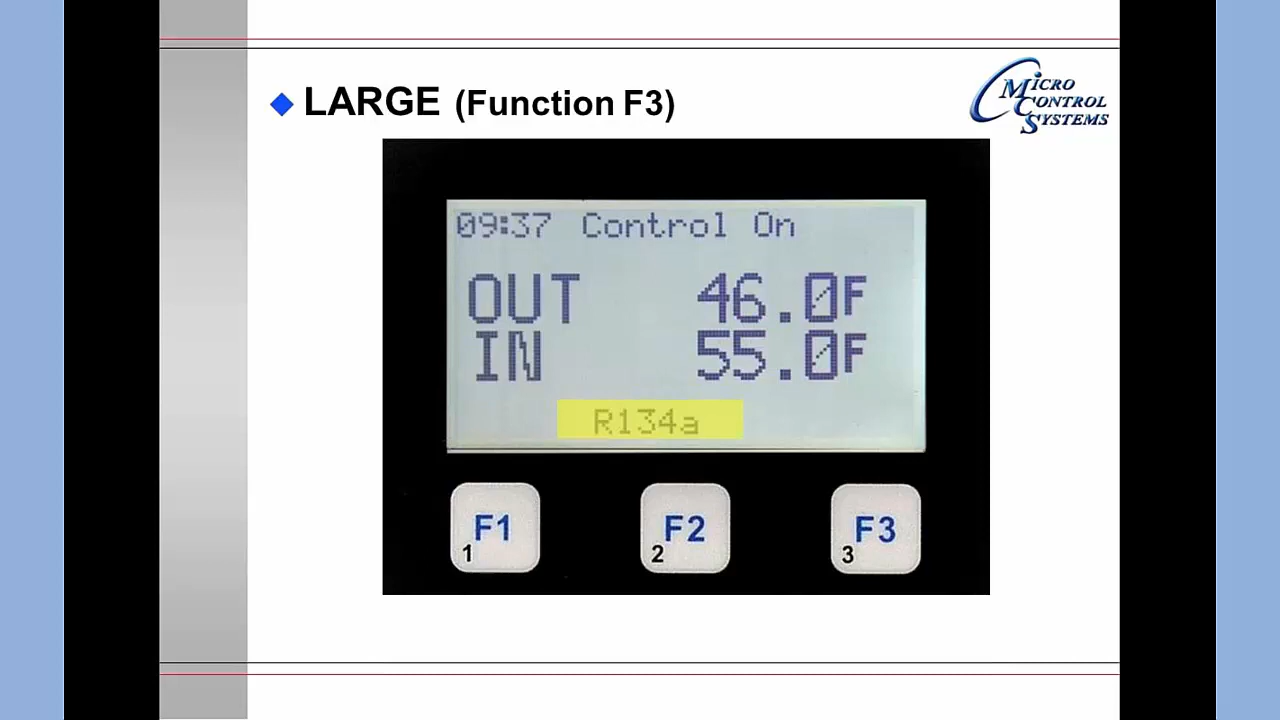 LARGE (Function F3)
MICRO
CONTROL
SYSTEMS
09:37 Control On
OUT 46.0F
IN 55.0F
R134a
F1 F2 F3
1 2 3